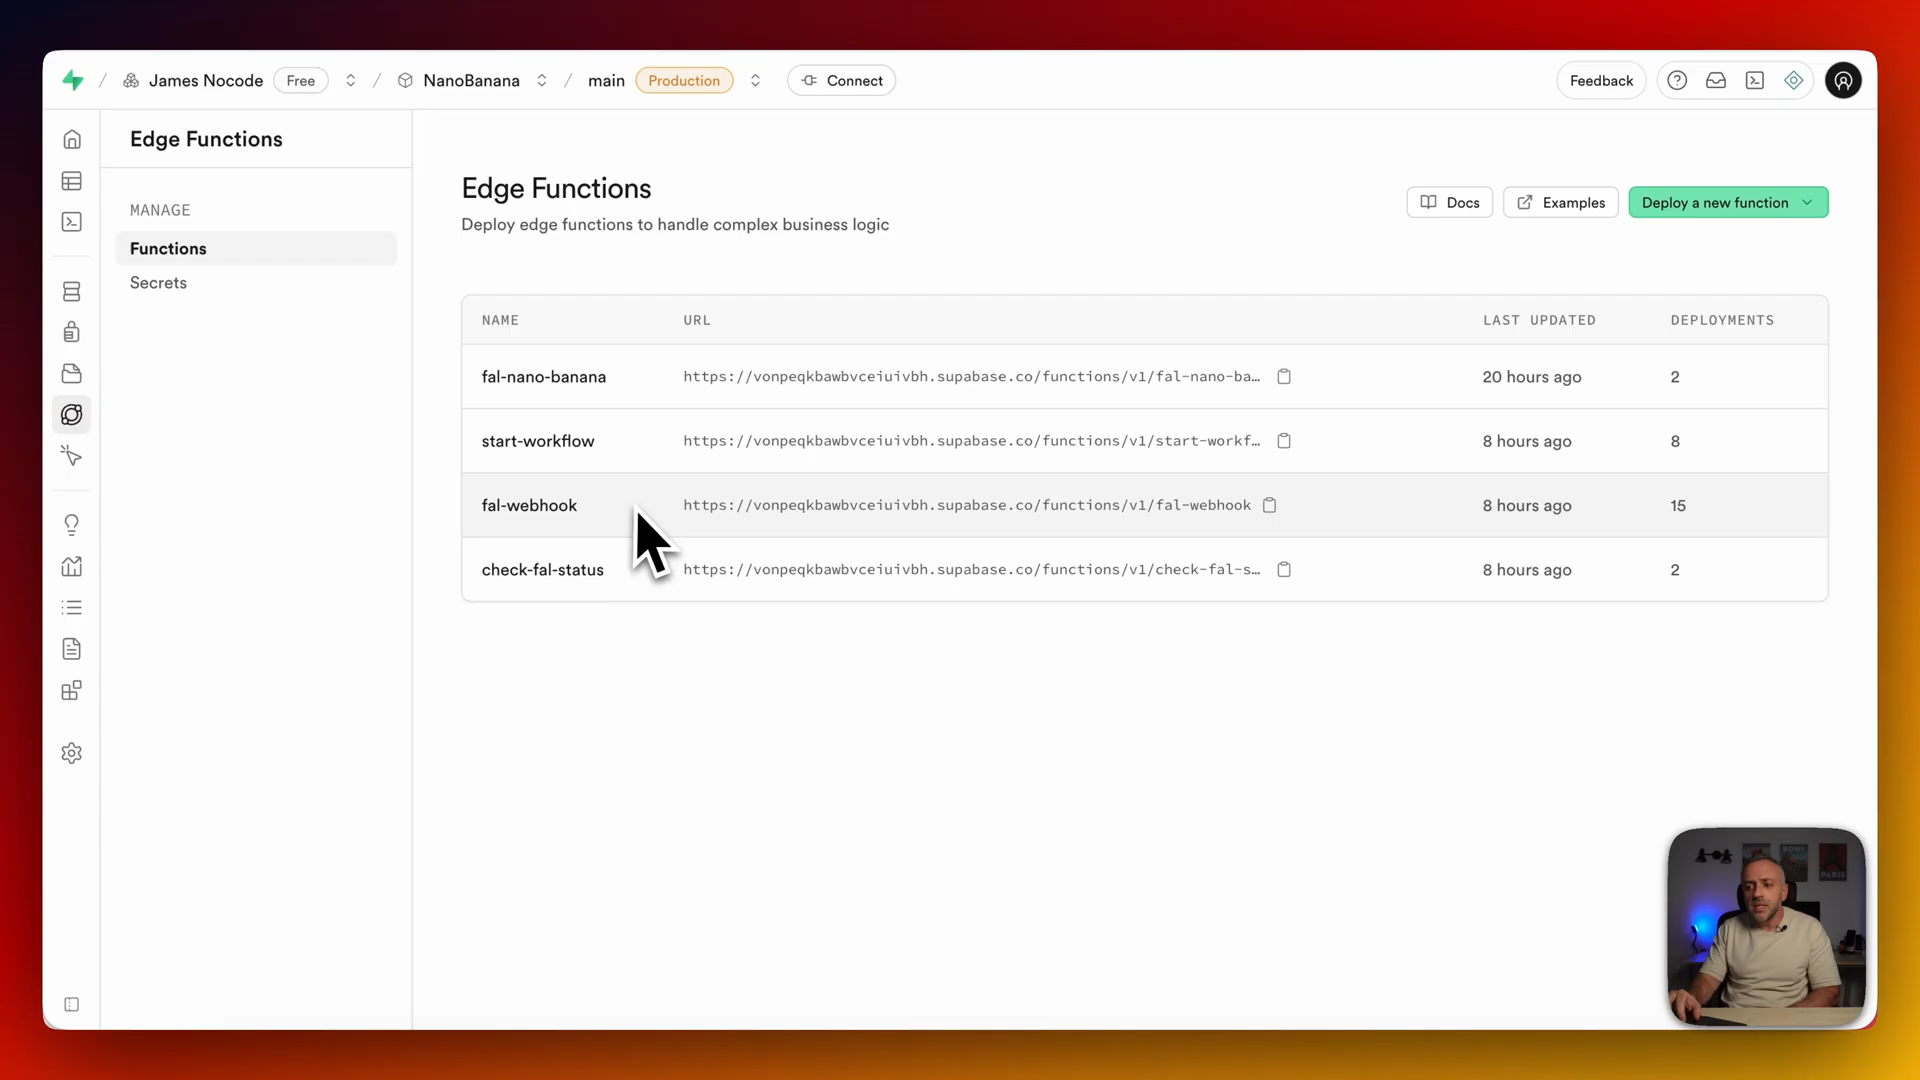 / James Nocode Free / NanoBanana / main Production Connect Feedback
Edge Functions
MANAGE
Functions
Secrets
Edge Functions
Deploy edge functions to handle complex business logic
Docs Examples Deploy a new function
NAME URL LAST UPDATED DEPLOYMENTS
fal-nano-banana https://vonpeqkbawbvceiuivbh.supabase.co/functions/v1/fal-nano-ba… 20 hours ago 2
start-workflow https://vonpeqkbawbvceiuivbh.supabase.co/functions/v1/start-workf… 8 hours ago 8
fal-webhook https://vonpeqkbawbvceiuivbh.supabase.co/functions/v1/fal-webhook 8 hours ago 15
check-fal-status https://vonpeqkbawbvceiuivbh.supabase.co/functions/v1/check-fal-s… 8 hours ago 2
PARIS